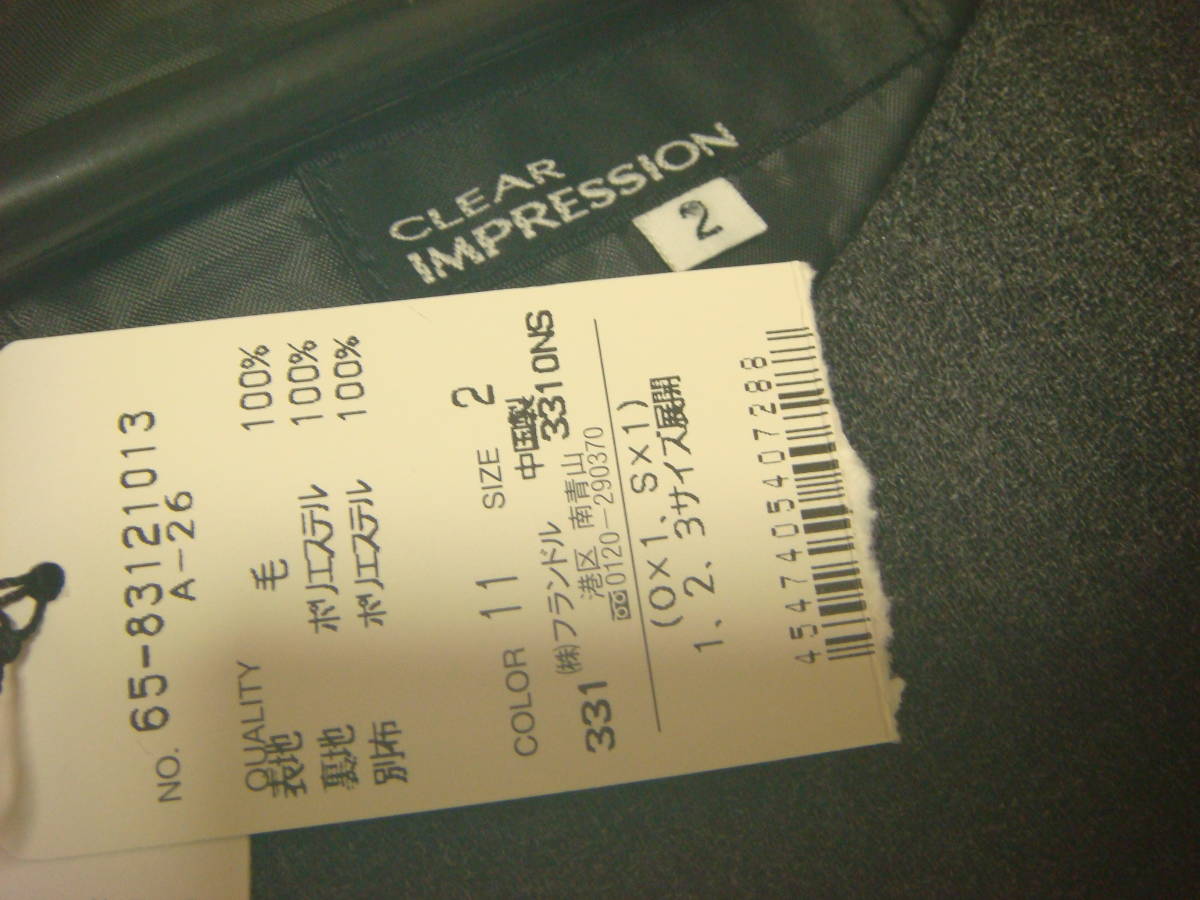 CLEAR
IMPRESSION
2
NO. 65-83121013
A-26
QUALITY
表地 毛 100%
裏地 ポリエステル 100%
別布 ポリエステル 100%
COLOR 11 SIZE 2
㈱フランドル 中国製
331 港区 南青山 3310NS
0120-290370
(O×1、S×1)
1、2、3サイズ展開
4547405407288